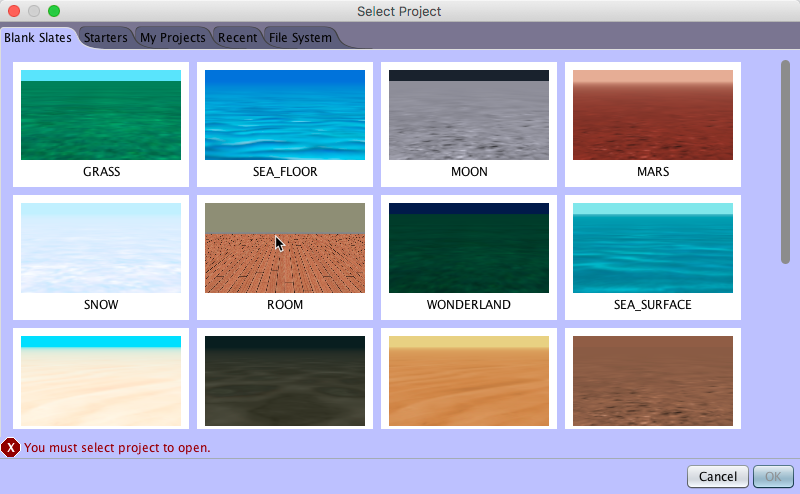 Select Project
Blank Slates Starters My Projects Recent File System
GRASS SEA_FLOOR MOON MARS
SNOW ROOM WONDERLAND SEA_SURFACE
X You must select project to open.
Cancel OK